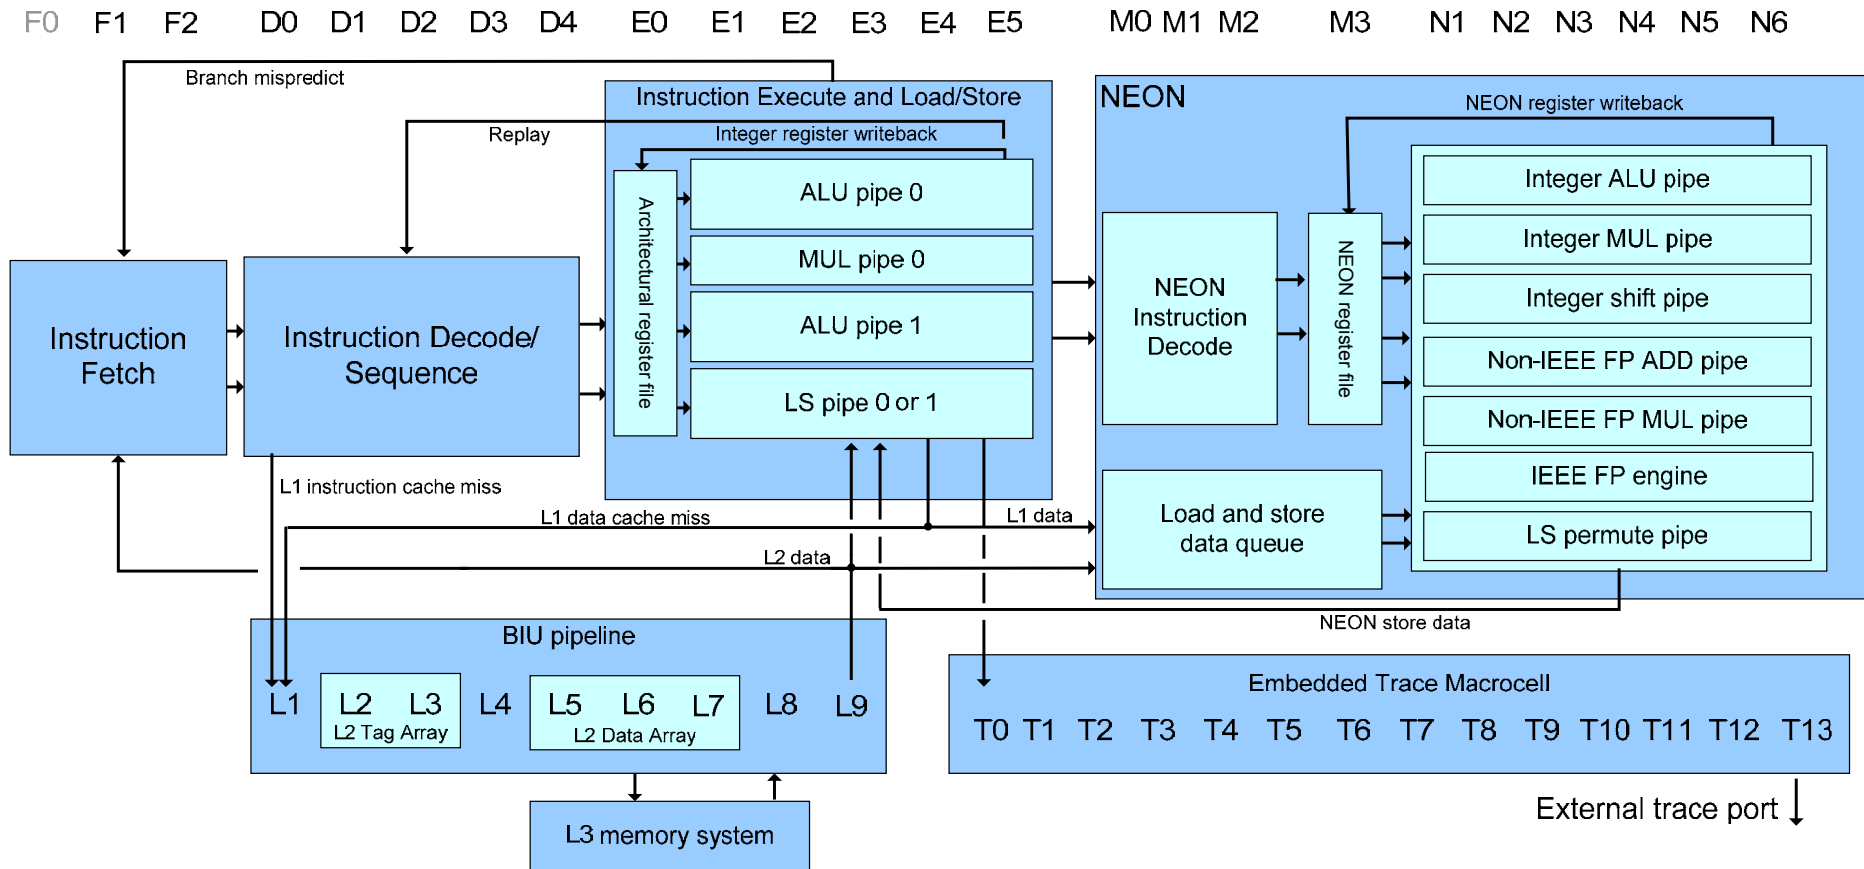 F0 F1 F2 D0 D1 D2 D3 D4 E0 E1 E2 E3 E4 E5 M0 M1 M2 M3 N1 N2 N3 N4 N5 N6
Branch mispredict
Instruction Execute and Load/Store
Replay
Integer register writeback
Architectural register file
ALU pipe 0
MUL pipe 0
ALU pipe 1
LS pipe 0 or 1
Instruction
Fetch
Instruction Decode/
Sequence
NEON
NEON register writeback
NEON
Instruction
Decode
NEON register file
Integer ALU pipe
Integer MUL pipe
Integer shift pipe
Non-IEEE FP ADD pipe
Non-IEEE FP MUL pipe
IEEE FP engine
LS permute pipe
Load and store
data queue
L1 instruction cache miss
L1 data cache miss
L1 data
L2 data
NEON store data
BIU pipeline
L1 L2 L3 L4 L5 L6 L7 L8 L9
L2 Tag Array
L2 Data Array
L3 memory system
Embedded Trace Macrocell
T0 T1 T2 T3 T4 T5 T6 T7 T8 T9 T10 T11 T12 T13
External trace port